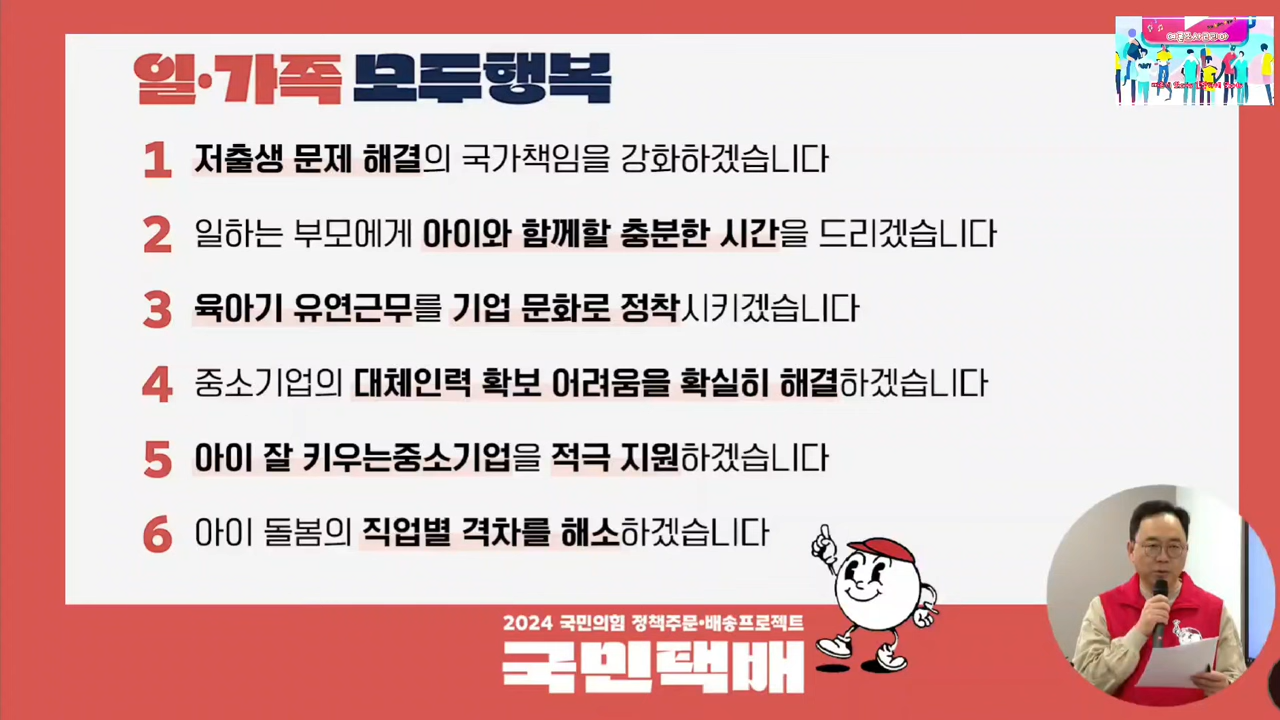 일·가족 모두행복
1 저출생 문제 해결의 국가책임을 강화하겠습니다
2 일하는 부모에게 아이와 함께할 충분한 시간을 드리겠습니다
3 육아기 유연근무를 기업 문화로 정착시키겠습니다
4 중소기업의 대체인력 확보 어려움을 확실히 해결하겠습니다
5 아이 잘 키우는중소기업을 적극 지원하겠습니다
6 아이 돌봄의 직업별 격차를 해소하겠습니다
2024 국민의힘 정책주문·배송프로젝트
국민택배